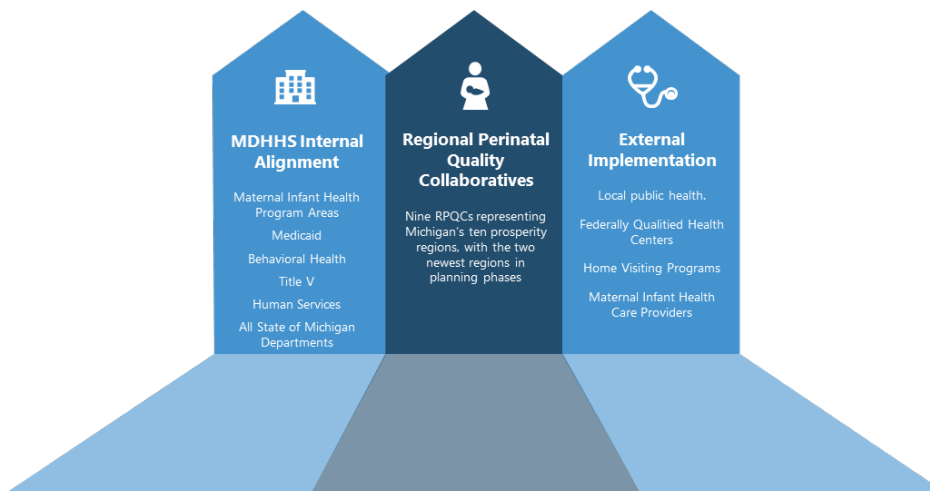 MDHHS Internal
Alignment
Maternal Infant Health
Program Areas
Medicaid
Behavioral Health
Title V
Human Services
All State of Michigan
Departments
Regional Perinatal
Quality
Collaboratives
Nine RPQCs representing
Michigan's ten prosperity
regions, with the two
newest regions in
planning phases
External
Implementation
Local public health.
Federally Qualitied Health
Centers
Home Visiting Programs
Maternal Infant Health
Care Providers